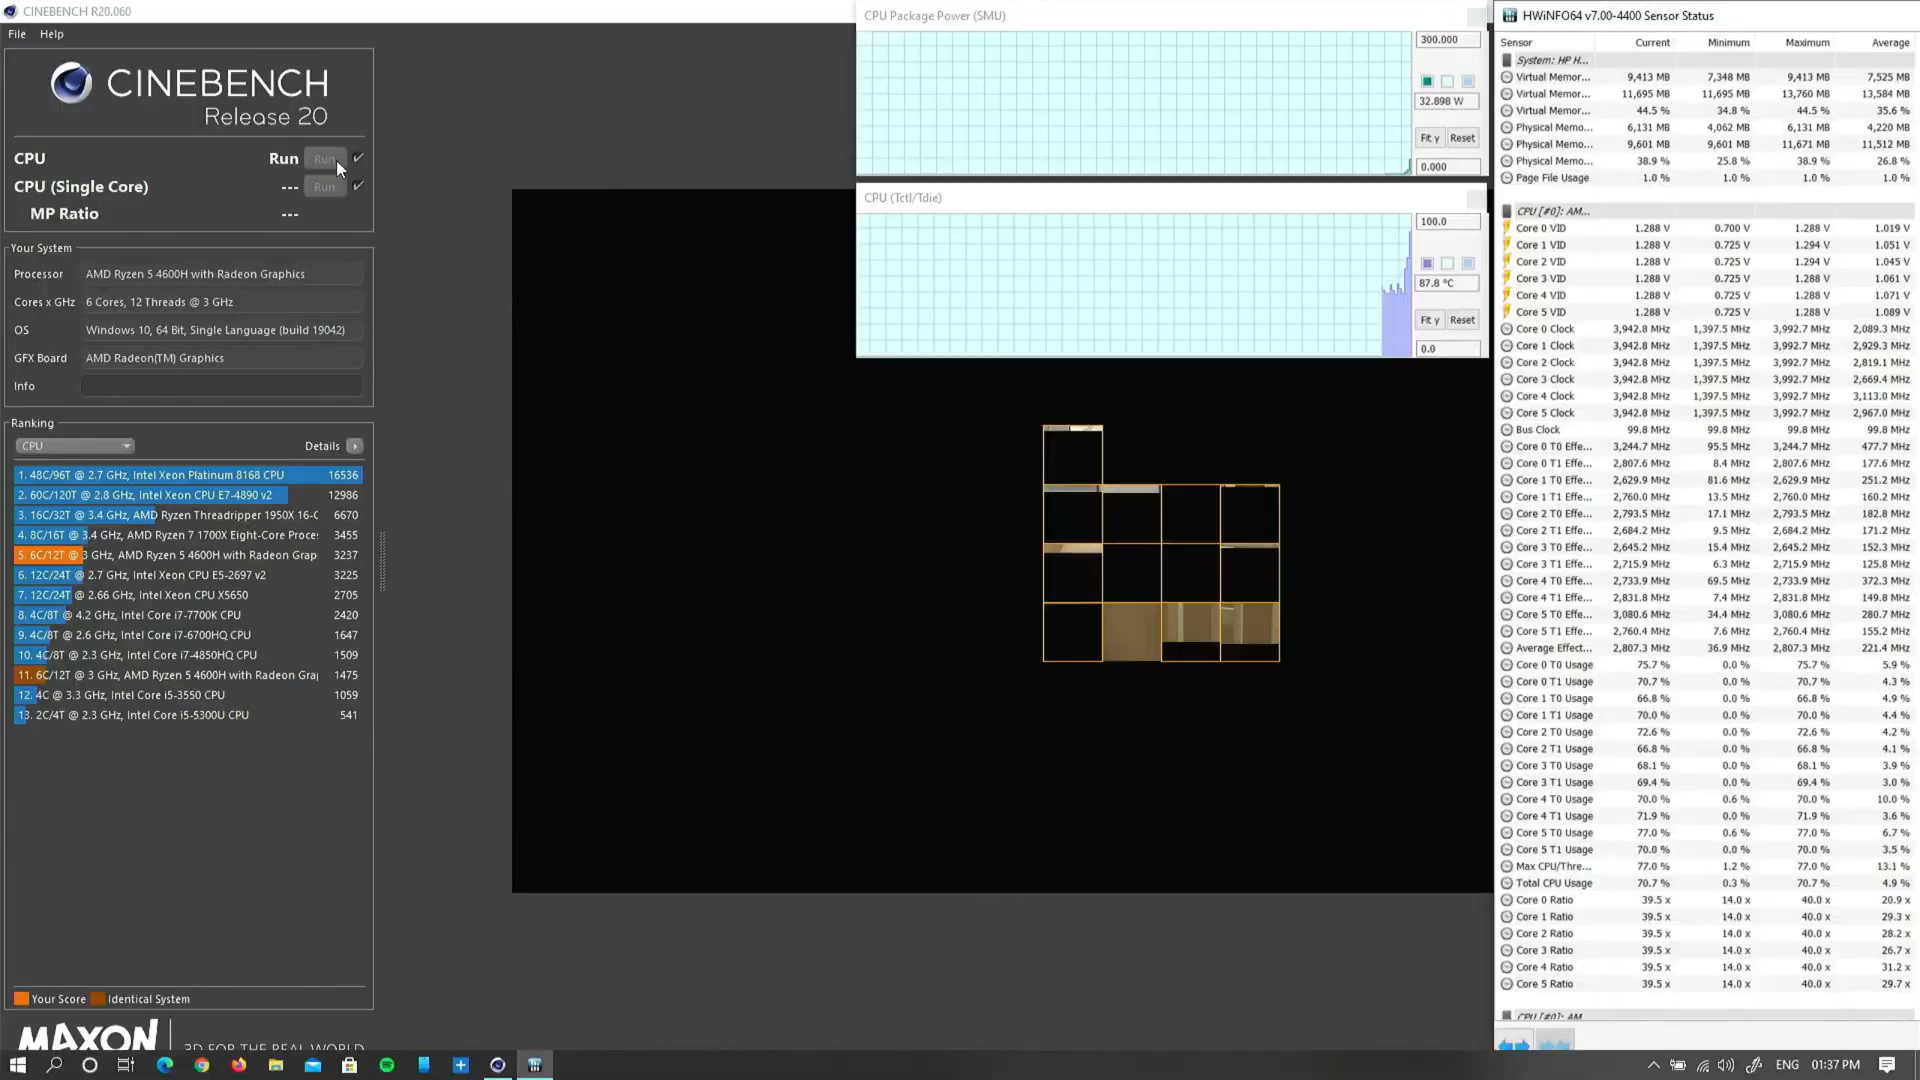 CINEBENCH R20.060
File Help
CINEBENCH
Release 20
CPU Run Run
CPU (Single Core) --- Run
MP Ratio ---
Your System
Processor AMD Ryzen 5 4600H with Radeon Graphics
Cores x GHz 6 Cores, 12 Threads @ 3 GHz
OS Windows 10, 64 Bit, Single Language (build 19042)
GFX Board AMD Radeon(TM) Graphics
Info
Ranking
CPU Details
1. 48C/96T @ 2.7 GHz, Intel Xeon Platinum 8168 CPU 16536
2. 60C/120T @ 2.8 GHz, Intel Xeon CPU E7-4890 v2 12986
3. 16C/32T @ 3.4 GHz, AMD Ryzen Threadripper 1950X 16-C 6670
4. 8C/16T @ 3.4 GHz, AMD Ryzen 7 1700X Eight-Core Proce: 3455
5. 6C/12T @ 3 GHz, AMD Ryzen 5 4600H with Radeon Grap 3237
6. 12C/24T @ 2.7 GHz, Intel Xeon CPU E5-2697 v2 3225
7. 12C/24T @ 2.66 GHz, Intel Xeon CPU X5650 2705
8. 4C/8T @ 4.2 GHz, Intel Core i7-7700K CPU 2420
9. 4C/8T @ 2.6 GHz, Intel Core i7-6700HQ CPU 1647
10. 4C/8T @ 2.3 GHz, Intel Core i7-4850HQ CPU 1509
11. 6C/12T @ 3 GHz, AMD Ryzen 5 4600H with Radeon Gra 1475
12. 4C @ 3.3 GHz, Intel Core i5-3550 CPU 1059
13. 2C/4T @ 2.3 GHz, Intel Core i5-5300U CPU 541
Your Score Identical System
MAXON 3D FOR THE REAL WORLD
CPU Package Power (SMU)
300.000
32.898 W
Fit y Reset
0.000
CPU (Tctl/Tdie)
100.0
87.8 °C
Fit y Reset
0.0
HWiNFO64 v7.00-4400 Sensor Status
Sensor Current Minimum Maximum Average
System: HP H...
Virtual Memor... 9,413 MB 7,348 MB 9,413 MB 7,525 MB
Virtual Memor... 11,695 MB 11,695 MB 13,760 MB 13,584 MB
Virtual Memor... 44.5 % 34.8 % 44.5 % 35.6 %
Physical Memo... 6,131 MB 4,062 MB 6,131 MB 4,220 MB
Physical Memo... 9,601 MB 9,601 MB 11,671 MB 11,512 MB
Physical Memo... 38.9 % 25.8 % 38.9 % 26.8 %
Page File Usage 1.0 % 1.0 % 1.0 % 1.0 %
CPU [#0]: AM...
Core 0 VID 1.288 V 0.700 V 1.288 V 1.019 V
Core 1 VID 1.288 V 0.725 V 1.294 V 1.051 V
Core 2 VID 1.288 V 0.725 V 1.294 V 1.045 V
Core 3 VID 1.288 V 0.725 V 1.288 V 1.061 V
Core 4 VID 1.288 V 0.725 V 1.288 V 1.071 V
Core 5 VID 1.288 V 0.725 V 1.288 V 1.089 V
Core 0 Clock 3,942.8 MHz 1,397.5 MHz 3,992.7 MHz 2,089.3 MHz
Core 1 Clock 3,942.8 MHz 1,397.5 MHz 3,992.7 MHz 2,929.3 MHz
Core 2 Clock 3,942.8 MHz 1,397.5 MHz 3,992.7 MHz 2,819.1 MHz
Core 3 Clock 3,942.8 MHz 1,397.5 MHz 3,992.7 MHz 2,669.4 MHz
Core 4 Clock 3,942.8 MHz 1,397.5 MHz 3,992.7 MHz 3,113.0 MHz
Core 5 Clock 3,942.8 MHz 1,397.5 MHz 3,992.7 MHz 2,967.0 MHz
Bus Clock 99.8 MHz 99.8 MHz 99.8 MHz 99.8 MHz
Core 0 T0 Effe... 3,244.7 MHz 95.5 MHz 3,244.7 MHz 477.7 MHz
Core 0 T1 Effe... 2,807.6 MHz 8.4 MHz 2,807.6 MHz 177.6 MHz
Core 1 T0 Effe... 2,629.9 MHz 81.6 MHz 2,629.9 MHz 251.2 MHz
Core 1 T1 Effe... 2,760.0 MHz 13.5 MHz 2,760.0 MHz 160.2 MHz
Core 2 T0 Effe... 2,793.5 MHz 17.1 MHz 2,793.5 MHz 182.8 MHz
Core 2 T1 Effe... 2,684.2 MHz 9.5 MHz 2,684.2 MHz 171.2 MHz
Core 3 T0 Effe... 2,645.2 MHz 15.4 MHz 2,645.2 MHz 152.3 MHz
Core 3 T1 Effe... 2,715.9 MHz 6.3 MHz 2,715.9 MHz 125.8 MHz
Core 4 T0 Effe... 2,733.9 MHz 69.5 MHz 2,733.9 MHz 372.3 MHz
Core 4 T1 Effe... 2,831.8 MHz 7.4 MHz 2,831.8 MHz 149.8 MHz
Core 5 T0 Effe... 3,080.6 MHz 34.4 MHz 3,080.6 MHz 280.7 MHz
Core 5 T1 Effe... 2,760.4 MHz 7.6 MHz 2,760.4 MHz 155.2 MHz
Average Effect... 2,807.3 MHz 36.9 MHz 2,807.3 MHz 221.4 MHz
Core 0 T0 Usage 75.7 % 0.0 % 75.7 % 5.9 %
Core 0 T1 Usage 70.7 % 0.0 % 70.7 % 4.3 %
Core 1 T0 Usage 66.8 % 0.0 % 66.8 % 4.9 %
Core 1 T1 Usage 70.0 % 0.0 % 70.0 % 4.4 %
Core 2 T0 Usage 72.6 % 0.0 % 72.6 % 4.2 %
Core 2 T1 Usage 66.8 % 0.0 % 66.8 % 4.1 %
Core 3 T0 Usage 68.1 % 0.0 % 68.1 % 3.9 %
Core 3 T1 Usage 69.4 % 0.0 % 69.4 % 3.0 %
Core 4 T0 Usage 70.0 % 0.6 % 70.0 % 10.0 %
Core 4 T1 Usage 71.9 % 0.0 % 71.9 % 3.6 %
Core 5 T0 Usage 77.0 % 0.6 % 77.0 % 6.7 %
Core 5 T1 Usage 70.0 % 0.0 % 70.0 % 3.5 %
Max CPU/Thre... 77.0 % 1.2 % 77.0 % 13.1 %
Total CPU Usage 70.7 % 0.3 % 70.7 % 4.9 %
Core 0 Ratio 39.5 x 14.0 x 40.0 x 20.9 x
Core 1 Ratio 39.5 x 14.0 x 40.0 x 29.3 x
Core 2 Ratio 39.5 x 14.0 x 40.0 x 28.2 x
Core 3 Ratio 39.5 x 14.0 x 40.0 x 26.7 x
Core 4 Ratio 39.5 x 14.0 x 40.0 x 31.2 x
Core 5 Ratio 39.5 x 14.0 x 40.0 x 29.7 x
CPU [#0]: AM
ENG 01:37 PM